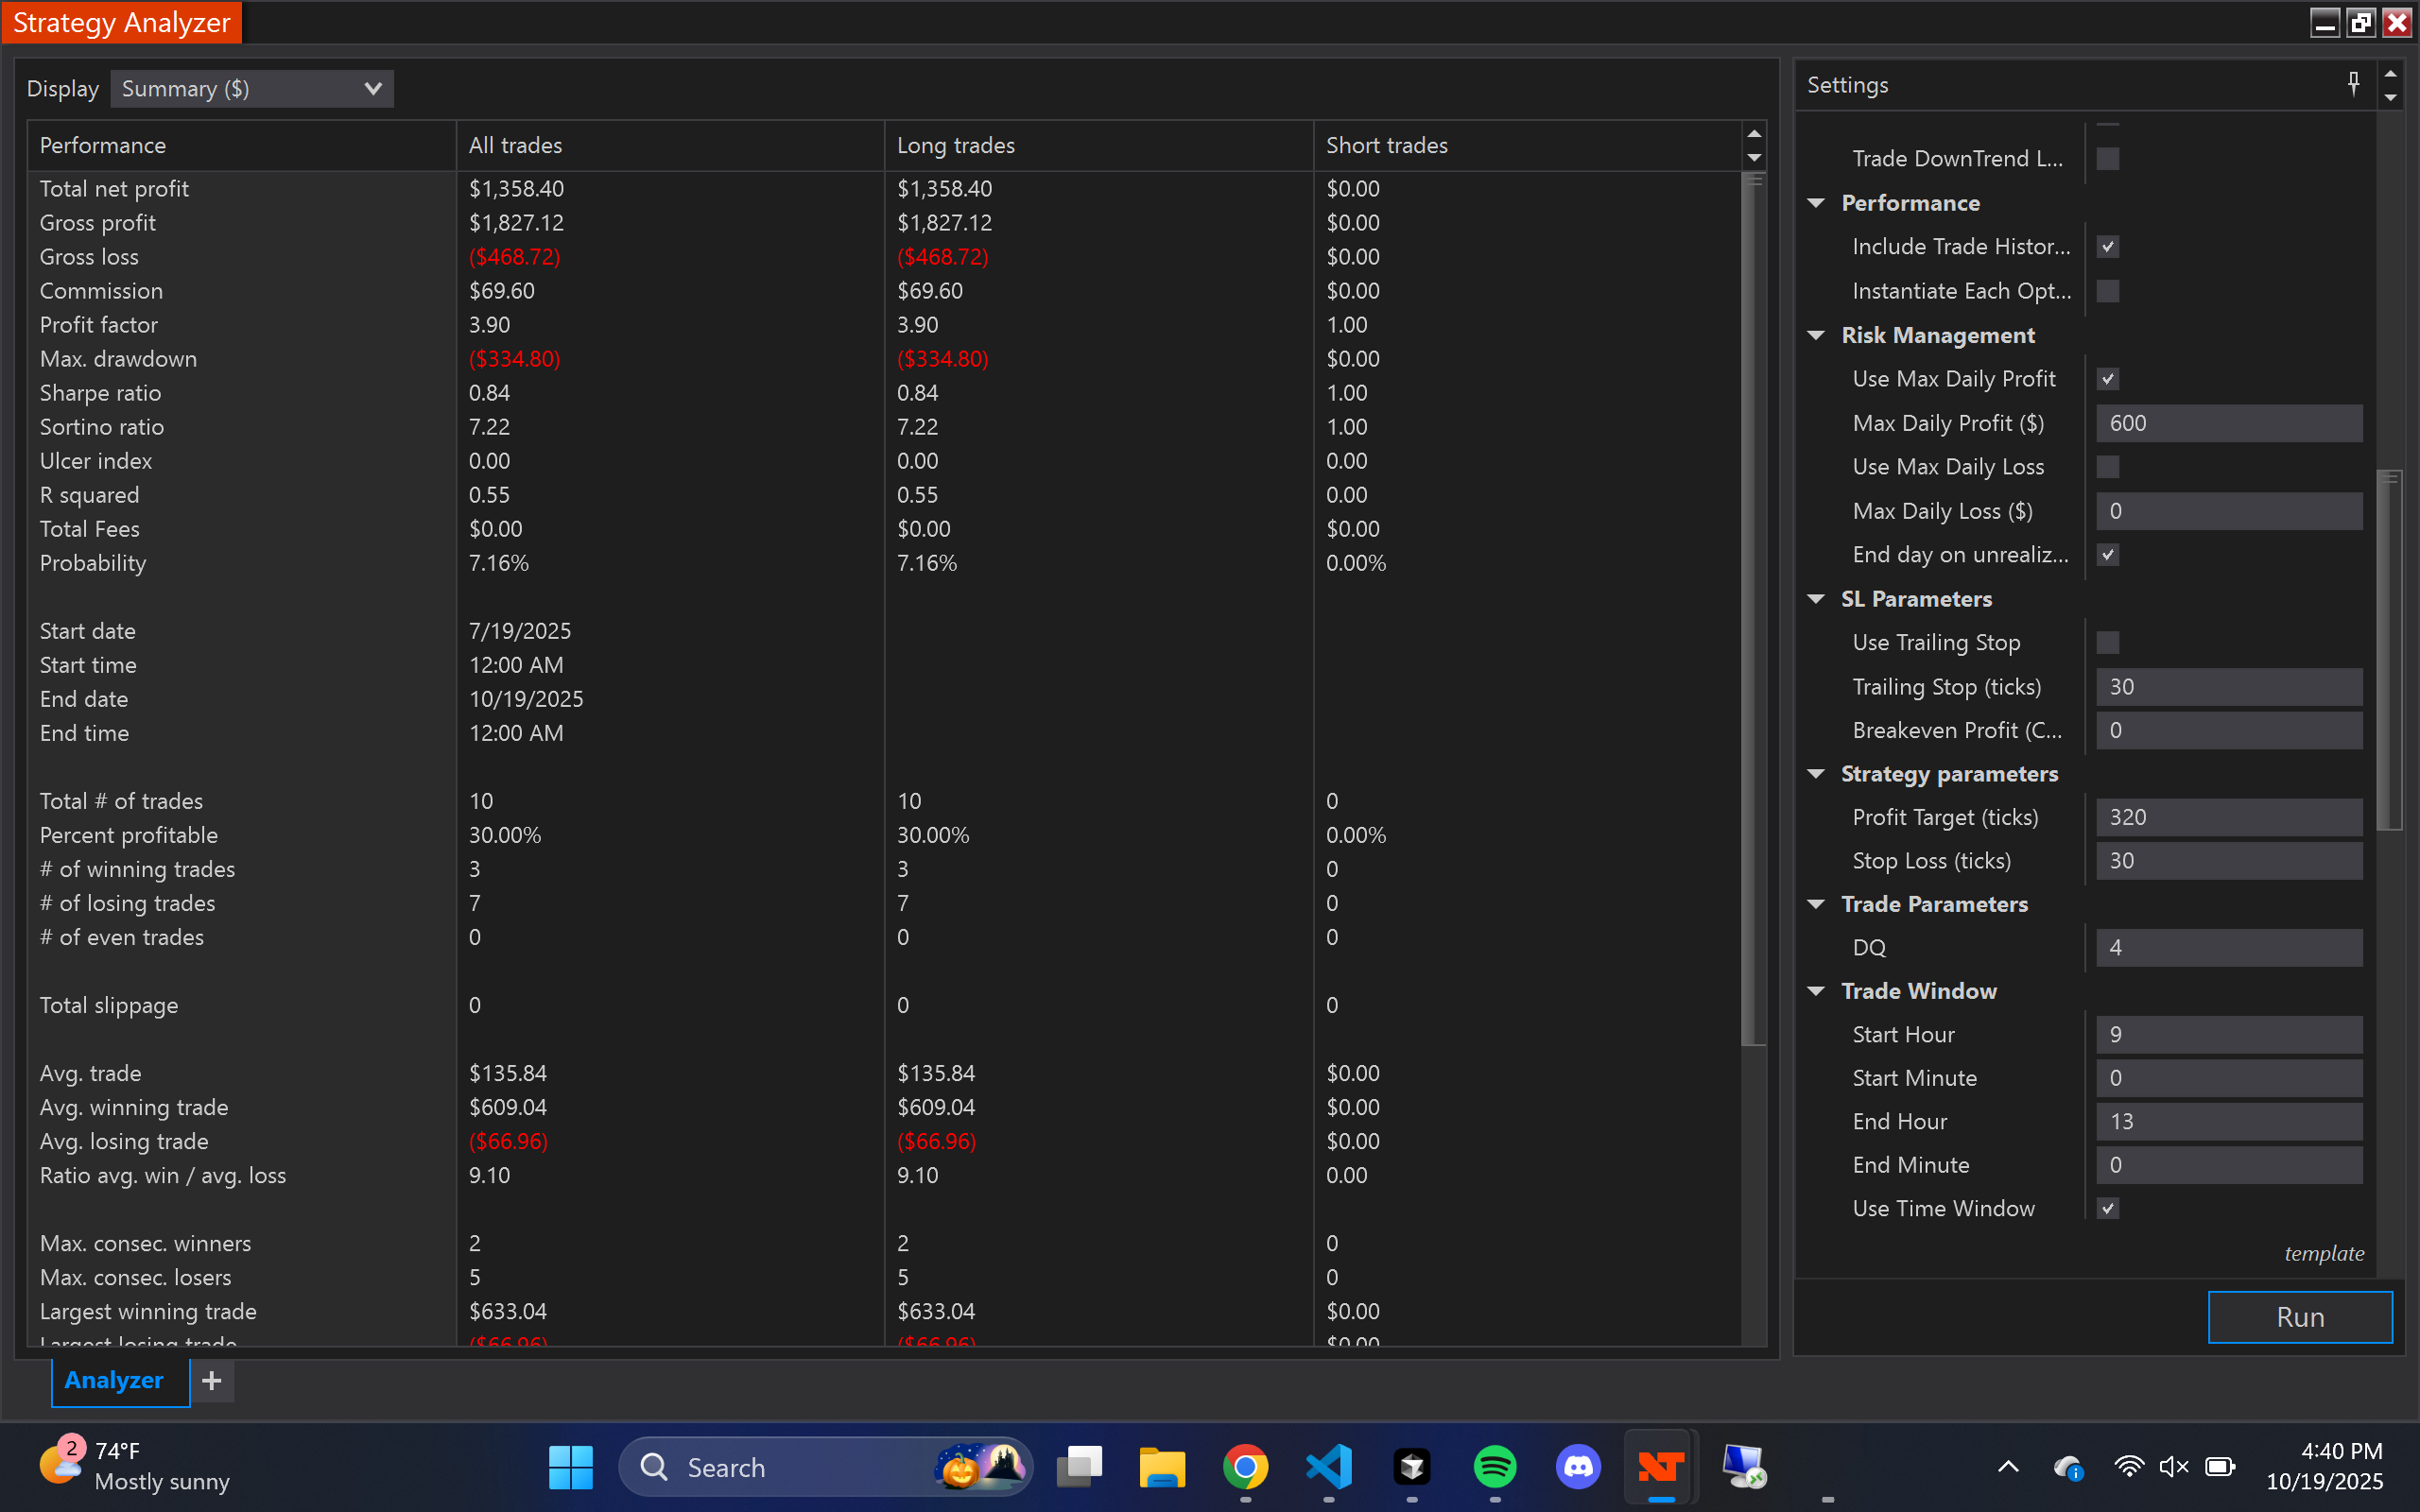 Strategy Analyzer
Display Summary ($)
Performance All trades Long trades Short trades
Total net profit $1,358.40 $1,358.40 $0.00
Gross profit $1,827.12 $1,827.12 $0.00
Gross loss ($468.72) ($468.72) $0.00
Commission $69.60 $69.60 $0.00
Profit factor 3.90 3.90 1.00
Max. drawdown ($334.80) ($334.80) $0.00
Sharpe ratio 0.84 0.84 1.00
Sortino ratio 7.22 7.22 1.00
Ulcer index 0.00 0.00 0.00
R squared 0.55 0.55 0.00
Total Fees $0.00 $0.00 $0.00
Probability 7.16% 7.16% 0.00%
Start date 7/19/2025
Start time 12:00 AM
End date 10/19/2025
End time 12:00 AM
Total # of trades 10 10 0
Percent profitable 30.00% 30.00% 0.00%
# of winning trades 3 3 0
# of losing trades 7 7 0
# of even trades 0 0 0
Total slippage 0 0 0
Avg. trade $135.84 $135.84 $0.00
Avg. winning trade $609.04 $609.04 $0.00
Avg. losing trade ($66.96) ($66.96) $0.00
Ratio avg. win / avg. loss 9.10 9.10 0.00
Max. consec. winners 2 2 0
Max. consec. losers 5 5 0
Largest winning trade $633.04 $633.04 $0.00
Largest losing trade ($66.96) ($66.96) $0.00
Settings
Trade DownTrend L...
Performance
Include Trade Histor...
Instantiate Each Opt...
Risk Management
Use Max Daily Profit
Max Daily Profit ($) 600
Use Max Daily Loss
Max Daily Loss ($) 0
End day on unrealiz...
SL Parameters
Use Trailing Stop
Trailing Stop (ticks) 30
Breakeven Profit (C... 0
Strategy parameters
Profit Target (ticks) 320
Stop Loss (ticks) 30
Trade Parameters
DQ 4
Trade Window
Start Hour 9
Start Minute 0
End Hour 13
End Minute 0
Use Time Window
template
Run
Analyzer +
2 74°F
Mostly sunny
Search
4:40 PM
10/19/2025